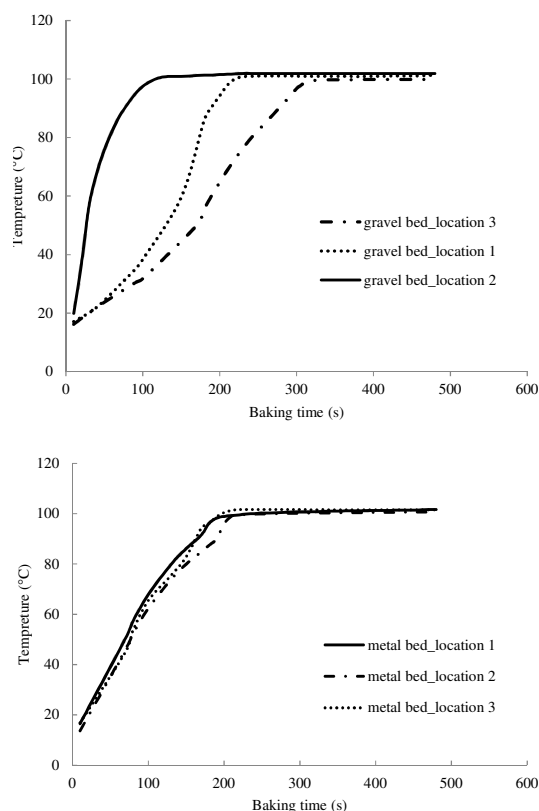 120
100
80
60
40
20
0
Tempreture (°C)
gravel bed_location 3
gravel bed_location 1
gravel bed_location 2
0 100 200 300 400 500 600
Baking time (s)
120
100
80
60
40
20
0
Tempreture (°C)
metal bed_location 1
metal bed_location 2
metal bed_location 3
0 100 200 300 400 500 600
Baking time (s)